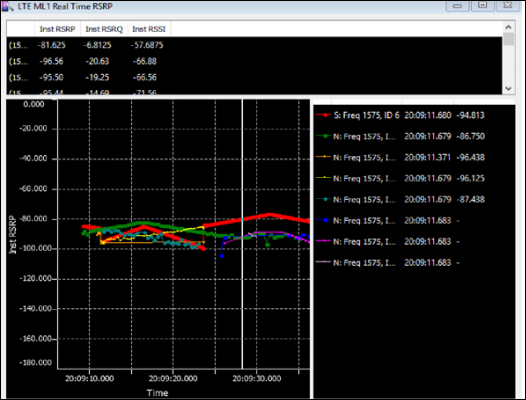 LTE ML1 Real Time RSRP
Inst RSRP Inst RSRQ Inst RSSI
(15... -81.625 -6.8125 -57.6875
(15... -96.56 -20.63 -66.88
(15... -95.50 -19.25 -66.56
(15... -95.44 -14.69 -71.56
0.000
-20.000
-40.000
-60.000
-80.000
-100.000
-120.000
-140.000
-160.000
-180.000
Inst RSRP
20:09:10.000 20:09:20.000 20:09:30.000
Time
S: Freq 1575, ID 6 20:09:11.680 -94.813
N: Freq 1575, I... 20:09:11.679 -86.750
N: Freq 1575, I... 20:09:11.371 -96.438
N: Freq 1575, I... 20:09:11.679 -96.125
N: Freq 1575, I... 20:09:11.679 -87.438
N: Freq 1575, I... 20:09:11.683 -
N: Freq 1575, I... 20:09:11.683 -
N: Freq 1575, I... 20:09:11.683 -